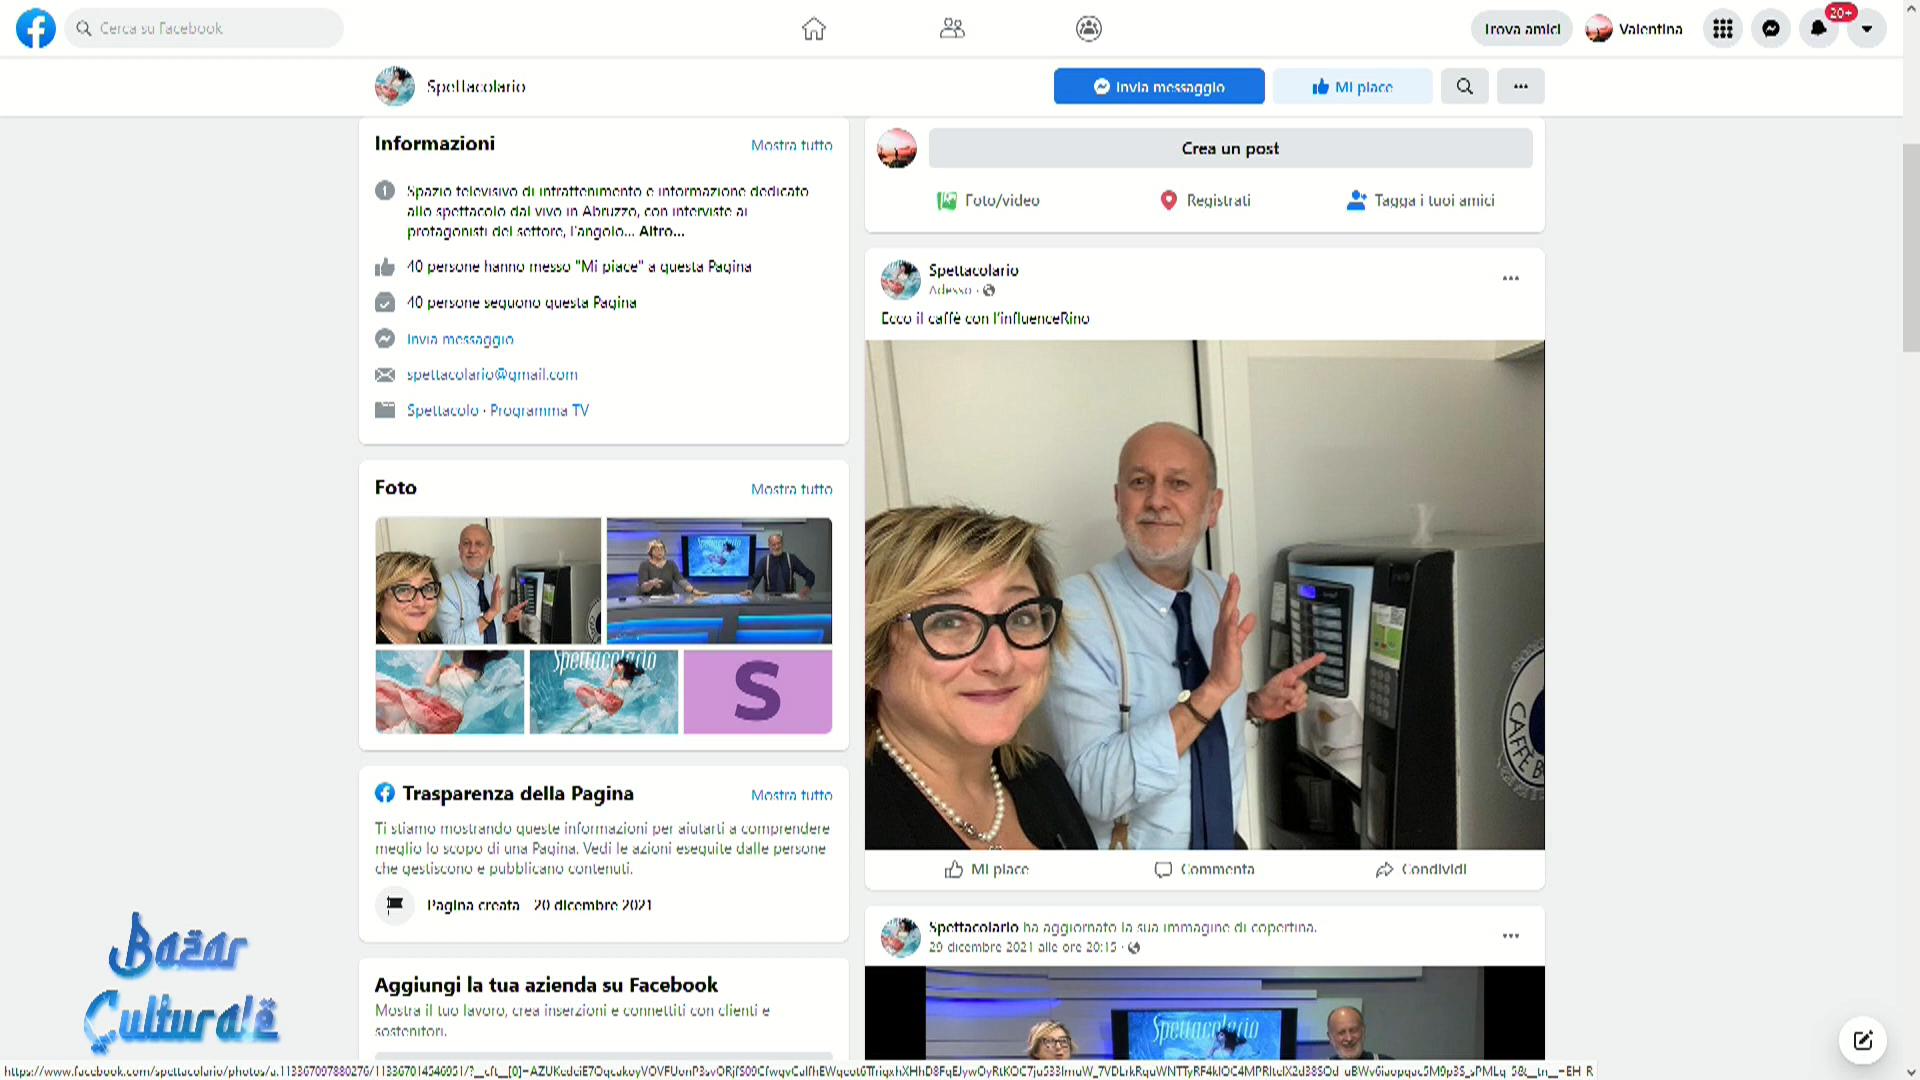 Cerca su Facebook
Trova amici
Valentina
20+
Spettacolario
Invia messaggio
Mi piace
Informazioni
Mostra tutto
Spazio televisivo di intrattenimento e informazione dedicato
allo spettacolo dal vivo in Abruzzo, con interviste ai
protagonisti del settore, l'angolo... Altro...
40 persone hanno messo "Mi piace" a questa Pagina
40 persone seguono questa Pagina
Invia messaggio
spettacolario@gmail.com
Spettacolo · Programma TV
Foto
Mostra tutto
Spettacolario
Spettacolario
S
Trasparenza della Pagina
Mostra tutto
Ti stiamo mostrando queste informazioni per aiutarti a comprendere
meglio lo scopo di una Pagina. Vedi le azioni eseguite dalle persone
che gestiscono e pubblicano contenuti.
Pagina creata 20 dicembre 2021
Aggiungi la tua azienda su Facebook
Mostra il tuo lavoro, crea inserzioni e connettiti con clienti e
sostenitori.
Crea un post
Foto/video
Registrati
Tagga i tuoi amici
Spettacolario
Adesso ·
Ecco il caffè con l'influenceRino
CAFFÈ B
Mi piace
Commenta
Condividi
Spettacolario ha aggiornato la sua immagine di copertina.
29 dicembre 2021 alle ore 20:15 ·
Spettacolario
Bazar
Culturale